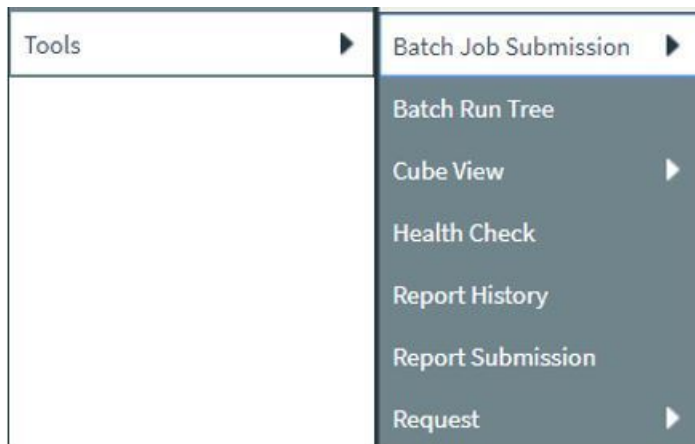 Tools
Batch Job Submission
Batch Run Tree
Cube View
Health Check
Report History
Report Submission
Request